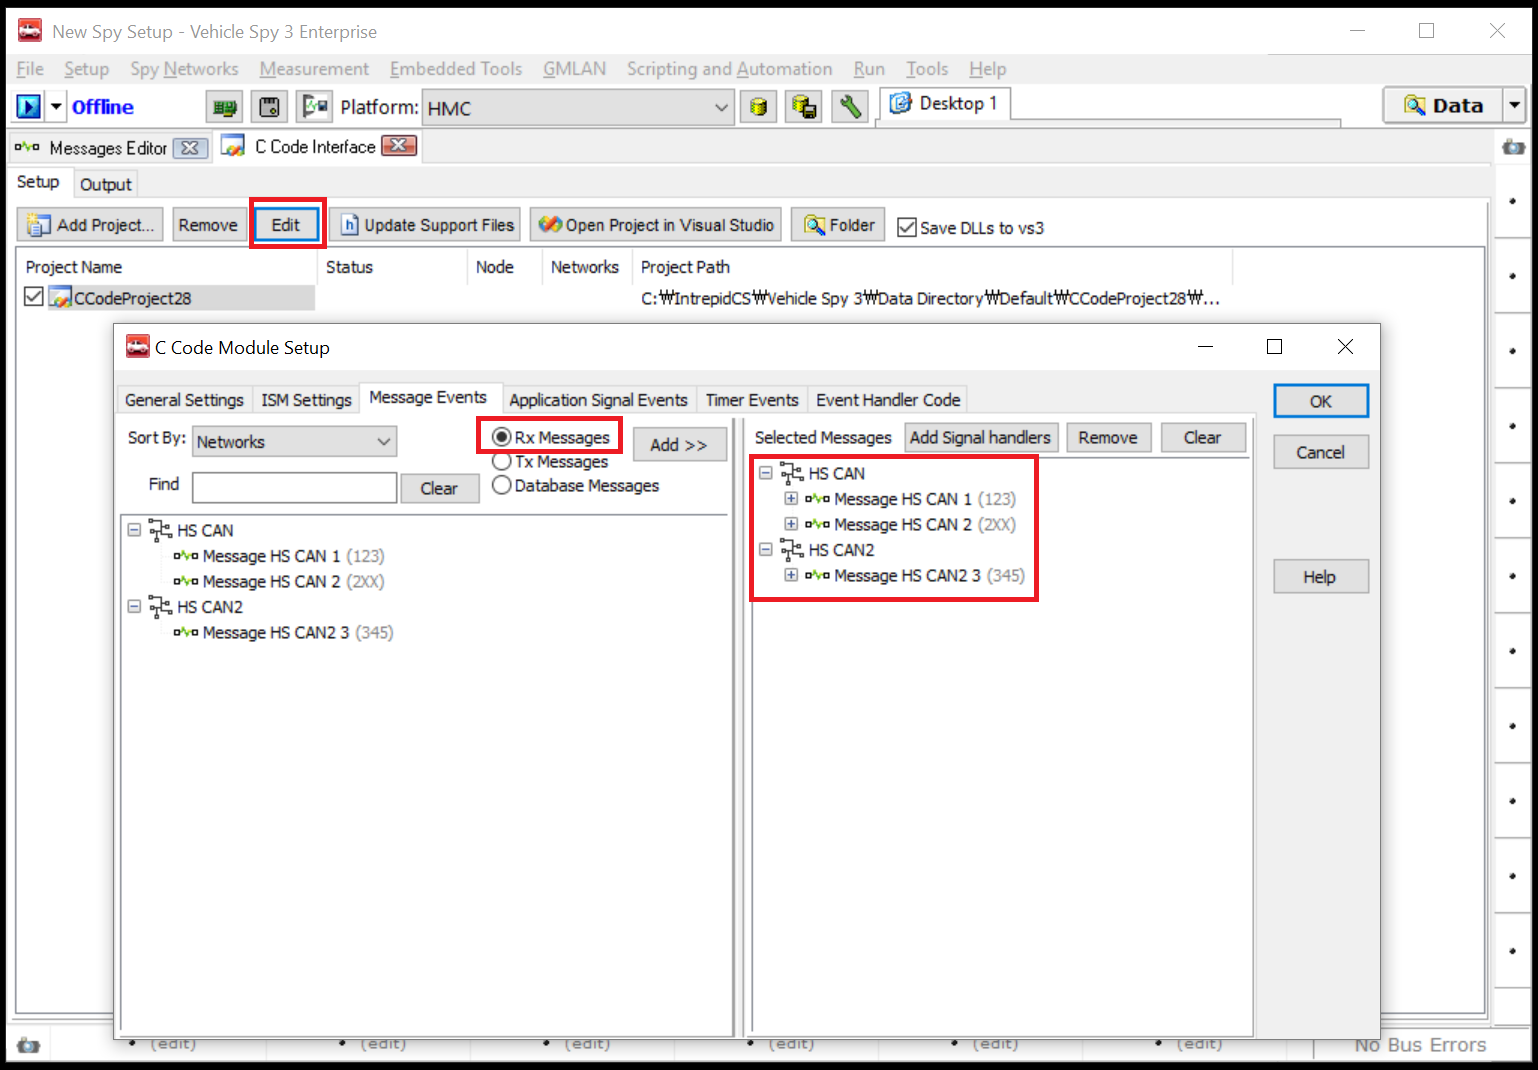 New Spy Setup - Vehicle Spy 3 Enterprise
File Setup Spy Networks Measurement Embedded Tools GMLAN Scripting and Automation Run Tools Help
Offline Platform: HMC Desktop 1 Data
Messages Editor C Code Interface
Setup Output
Add Project... Remove Edit Update Support Files Open Project in Visual Studio Folder Save DLLs to vs3
Project Name Status Node Networks Project Path
CCodeProject28 C:₩IntrepidCS₩Vehicle Spy 3₩Data Directory₩Default₩CCodeProject28₩...
C Code Module Setup
General Settings ISM Settings Message Events Application Signal Events Timer Events Event Handler Code
OK
Cancel
Help
Sort By: Networks
Find Clear
Rx Messages
Tx Messages
Database Messages
Add >>
HS CAN
Message HS CAN 1 (123)
Message HS CAN 2 (2XX)
HS CAN2
Message HS CAN2 3 (345)
Selected Messages Add Signal handlers Remove Clear
HS CAN
Message HS CAN 1 (123)
Message HS CAN 2 (2XX)
HS CAN2
Message HS CAN2 3 (345)
(edit) (edit) (edit) (edit) (edit) (edit) No Bus Errors